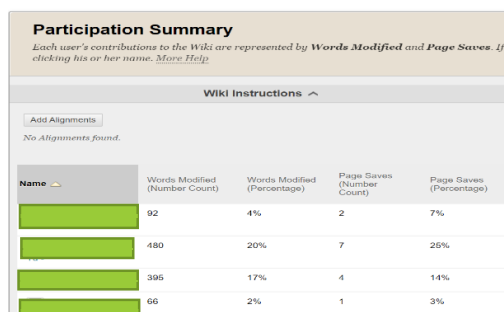 Participation Summary
Each user's contributions to the Wiki are represented by Words Modified and Page Saves. If
clicking his or her name. More Help
Wiki Instructions
Add Alignments
No Alignments found.
Name Words Modified (Number Count) Words Modified (Percentage) Page Saves (Number Count) Page Saves (Percentage)
92 4% 2 7%
480 20% 7 25%
395 17% 4 14%
66 2% 1 3%